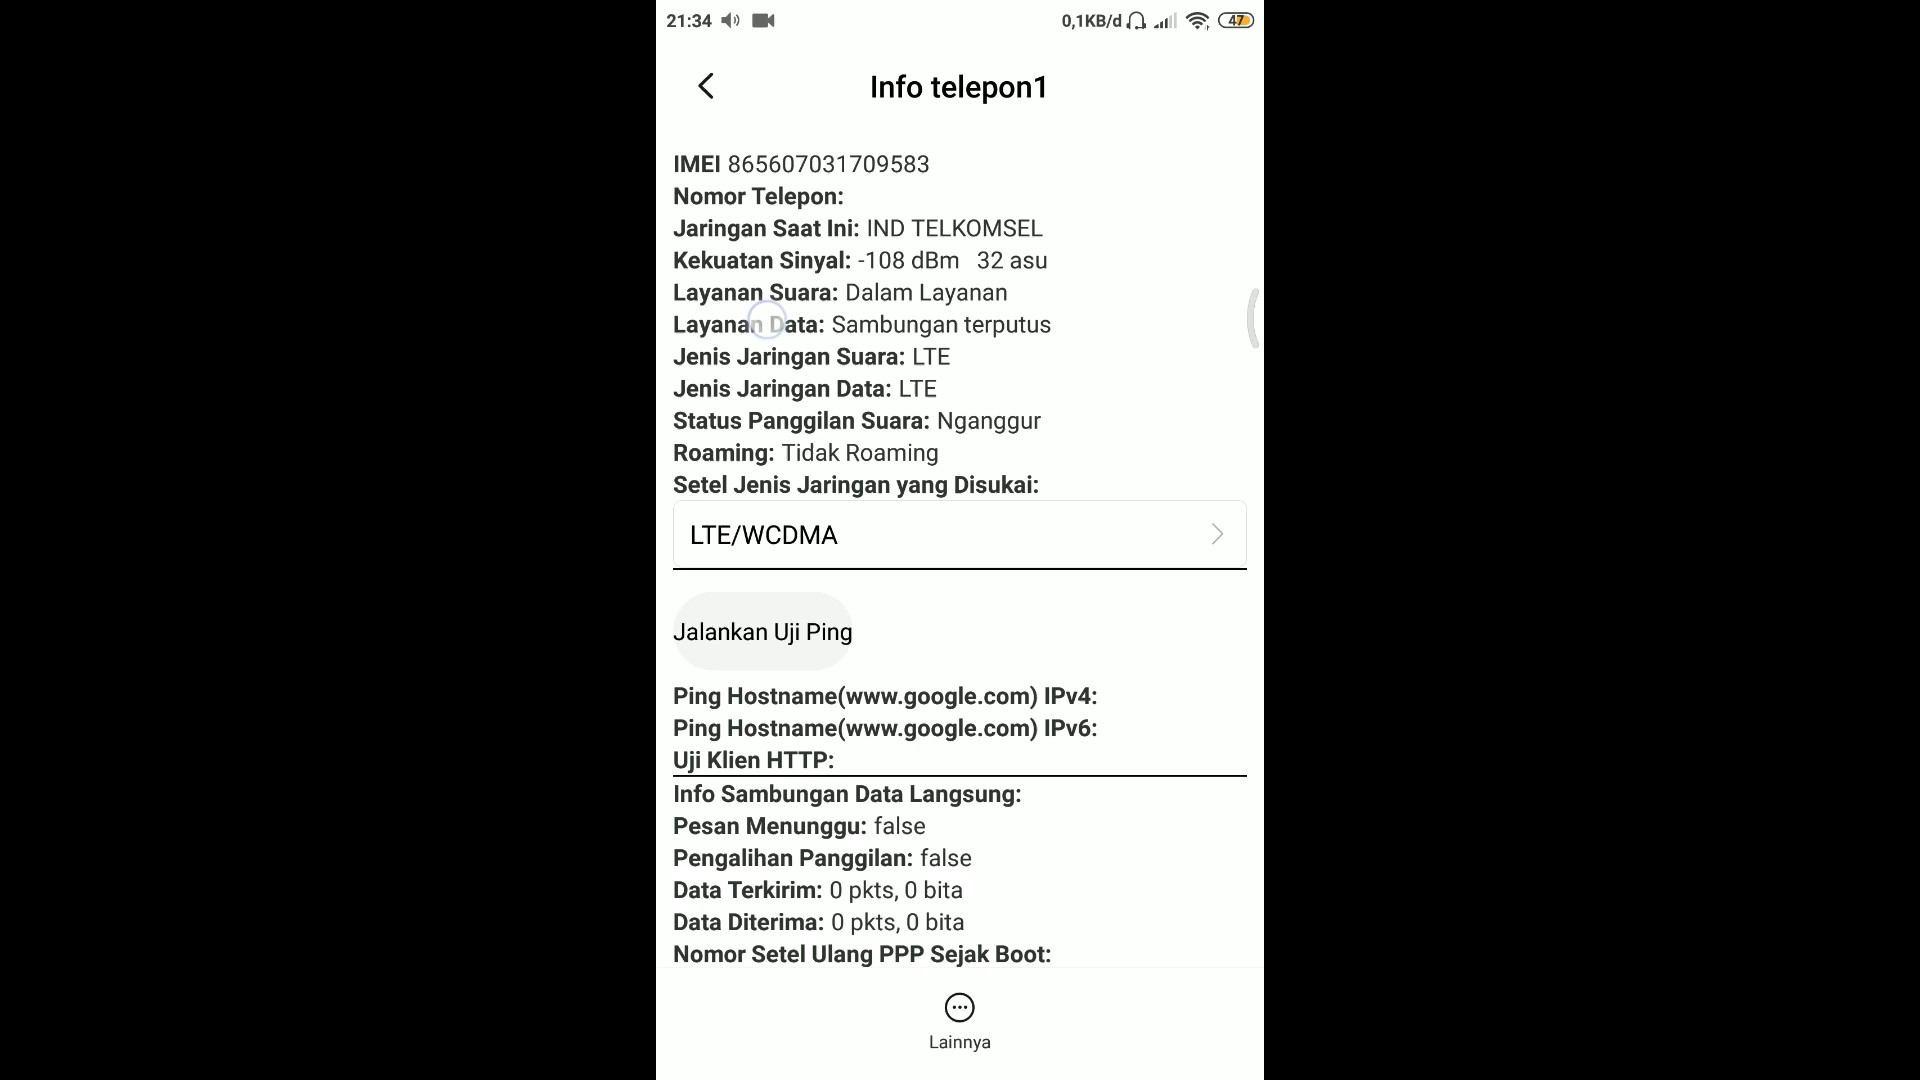 21:34 0,1KB/d 47
Info telepon1
IMEI 865607031709583
Nomor Telepon:
Jaringan Saat Ini: IND TELKOMSEL
Kekuatan Sinyal: -108 dBm 32 asu
Layanan Suara: Dalam Layanan
Layanan Data: Sambungan terputus
Jenis Jaringan Suara: LTE
Jenis Jaringan Data: LTE
Status Panggilan Suara: Nganggur
Roaming: Tidak Roaming
Setel Jenis Jaringan yang Disukai:
LTE/WCDMA
Jalankan Uji Ping
Ping Hostname(www.google.com) IPv4:
Ping Hostname(www.google.com) IPv6:
Uji Klien HTTP:
Info Sambungan Data Langsung:
Pesan Menunggu: false
Pengalihan Panggilan: false
Data Terkirim: 0 pkts, 0 bita
Data Diterima: 0 pkts, 0 bita
Nomor Setel Ulang PPP Sejak Boot:
Lainnya